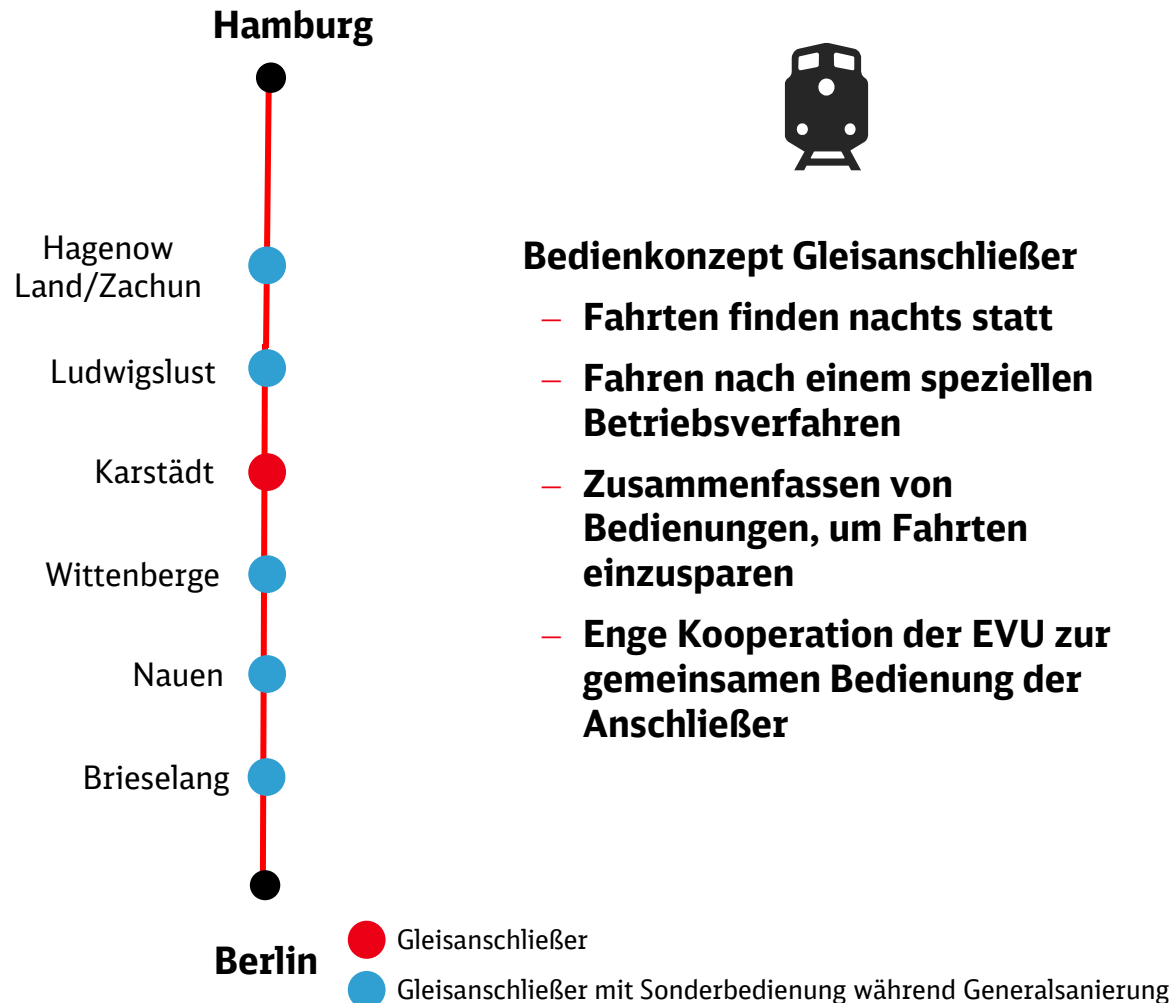 Hamburg
Hagenow
Land/Zachun
Ludwigslust
Karstädt
Wittenberge
Nauen
Brieselang
Berlin
Bedienkonzept Gleisanschließer
– Fahrten finden nachts statt
– Fahren nach einem speziellen
Betriebsverfahren
– Zusammenfassen von
Bedienungen, um Fahrten
einzusparen
– Enge Kooperation der EVU zur
gemeinsamen Bedienung der
Anschließer
Gleisanschließer
Gleisanschließer mit Sonderbedienung während Generalsanierung